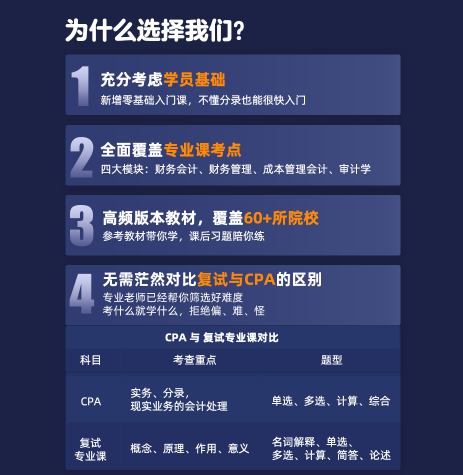 为什么选择我们？
1 充分考虑学员基础
新增零基础入门课，不懂分录也能很快入门
2 全面覆盖专业课考点
四大模块：财务会计、财务管理、成本管理会计、审计学
3 高频版本教材，覆盖60+所院校
参考教材带你学，课后习题陪你练
4 无需茫然对比复试与CPA的区别
专业老师已经帮你筛选好难度
考什么就学什么，拒绝偏、难、怪
CPA 与 复试专业课对比
科目 考查重点 题型
CPA 实务、分录，
现实业务的会计处理 单选、多选、计算、综合
复试
专业课 概念、原理、作用、意义 名词解释、单选、
多选、计算、简答、论述